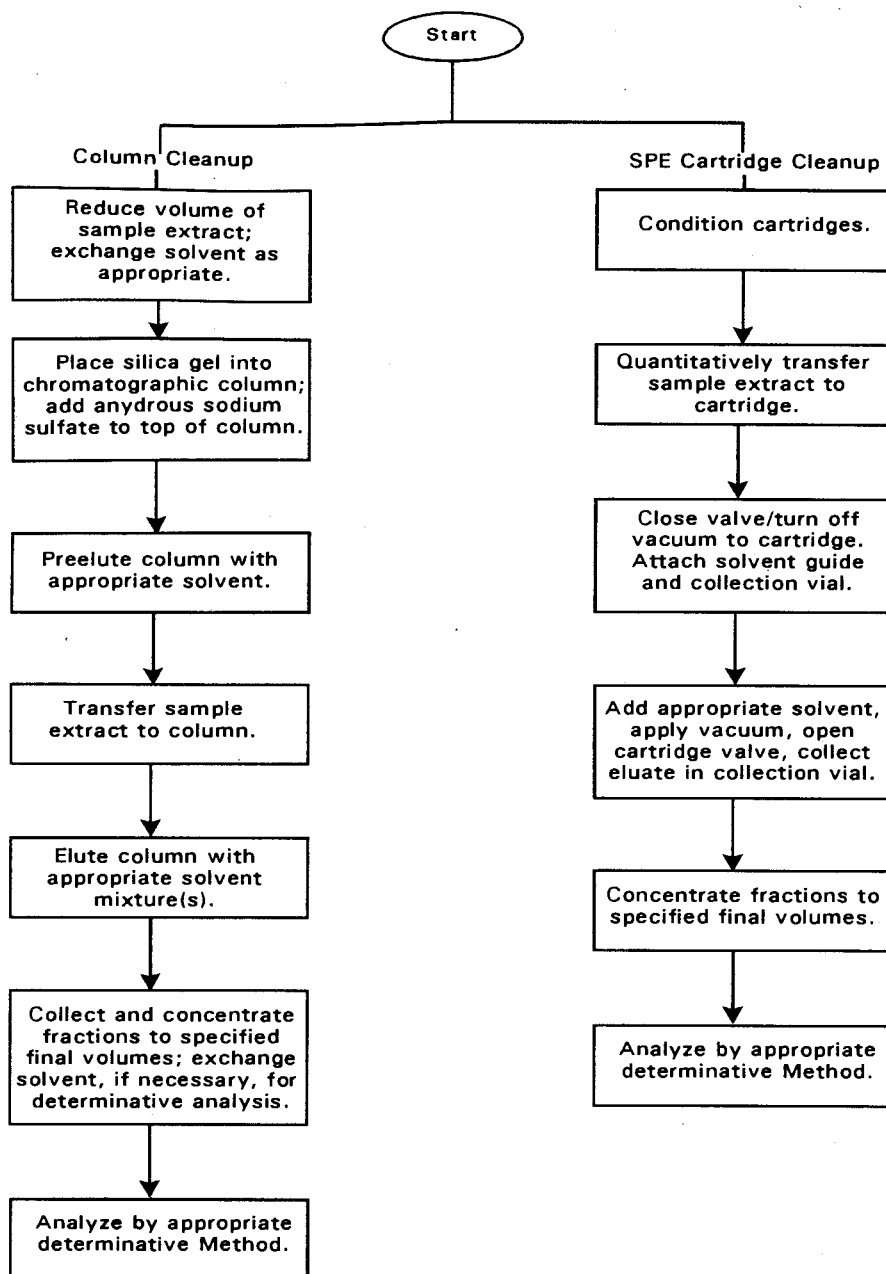 Start
Column Cleanup
Reduce volume of
sample extract;
exchange solvent as
appropriate.
Place silica gel into
chromatographic column;
add anydrous sodium
sulfate to top of column.
Preelute column with
appropriate solvent.
Transfer sample
extract to column.
Elute column with
appropriate solvent
mixture(s).
Collect and concentrate
fractions to specified
final volumes; exchange
solvent, if necessary, for
determinative analysis.
Analyze by appropriate
determinative Method.
SPE Cartridge Cleanup
Condition cartridges.
Quantitatively transfer
sample extract to
cartridge.
Close valve/turn off
vacuum to cartridge.
Attach solvent guide
and collection vial.
Add appropriate solvent,
apply vacuum, open
cartridge valve, collect
eluate in collection vial.
Concentrate fractions to
specified final volumes.
Analyze by appropriate
determinative Method.